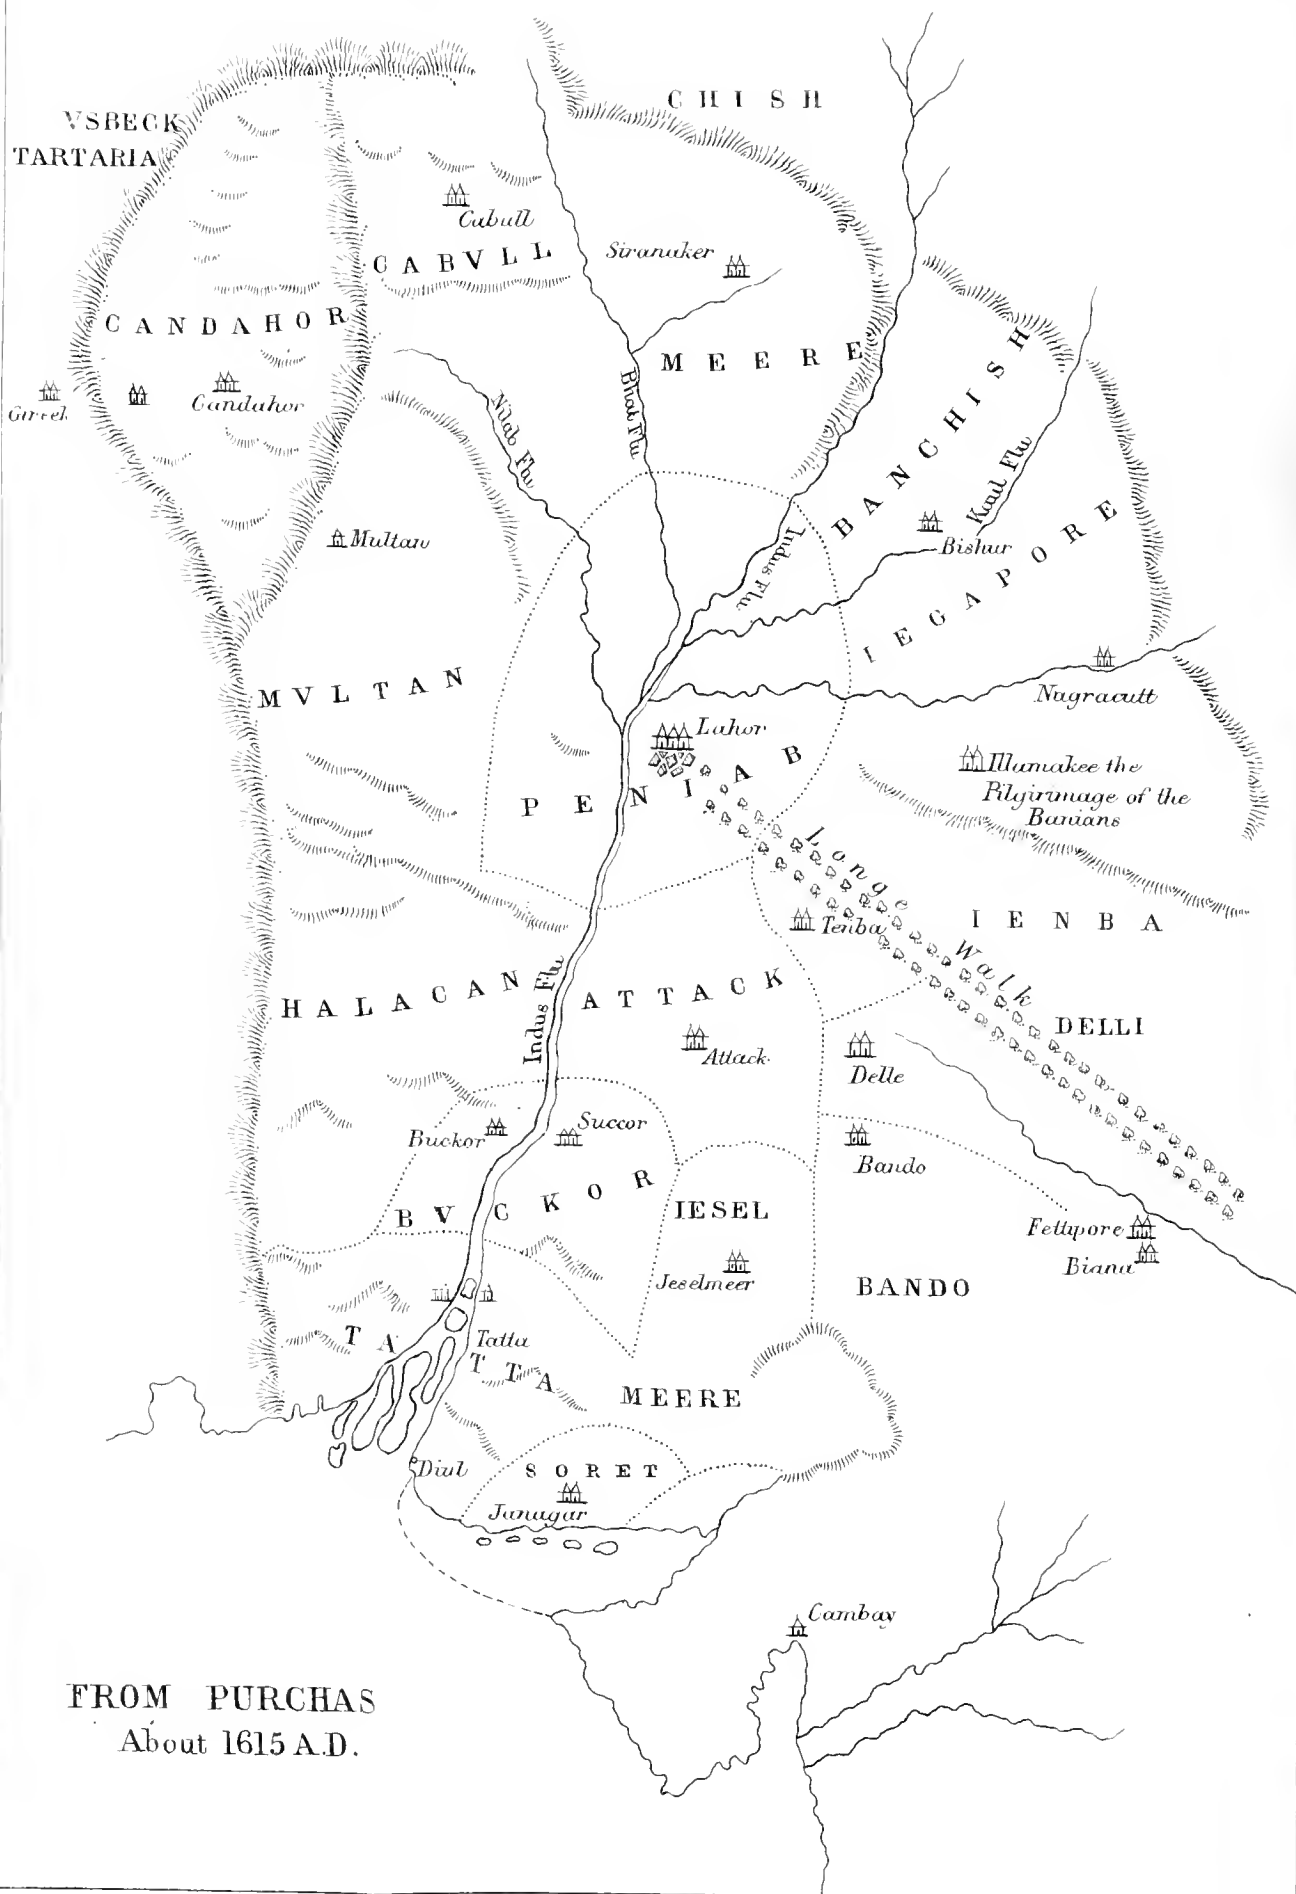 CHISH
VSBECK
TARTARIA
Cabull
CABVLL
Siranaker
CANDAHOR
MEERE
BANCHISH
Candahor
Nilab Flu
Bhat Flu
Kaul Flu
Multan
Bishur
Indus Flu
IEGAPORE
MVLTAN
Nagracutt
Lahor
PENIAB
Illamakee the
Pilgirimage of the
Banians
Longe Walk
Tenba
IENBA
HALACAN
Indus Flu
ATTACK
DELLI
Attack
Delle
Buckor
Succor
Bando
BVCKOR
IESEL
Fettipore
Jeselmeer
Biana
BANDO
TATTA
Tatta
MEERE
Diul
SORET
Janagar
Cambay
FROM PURCHAS
About 1615 A.D.